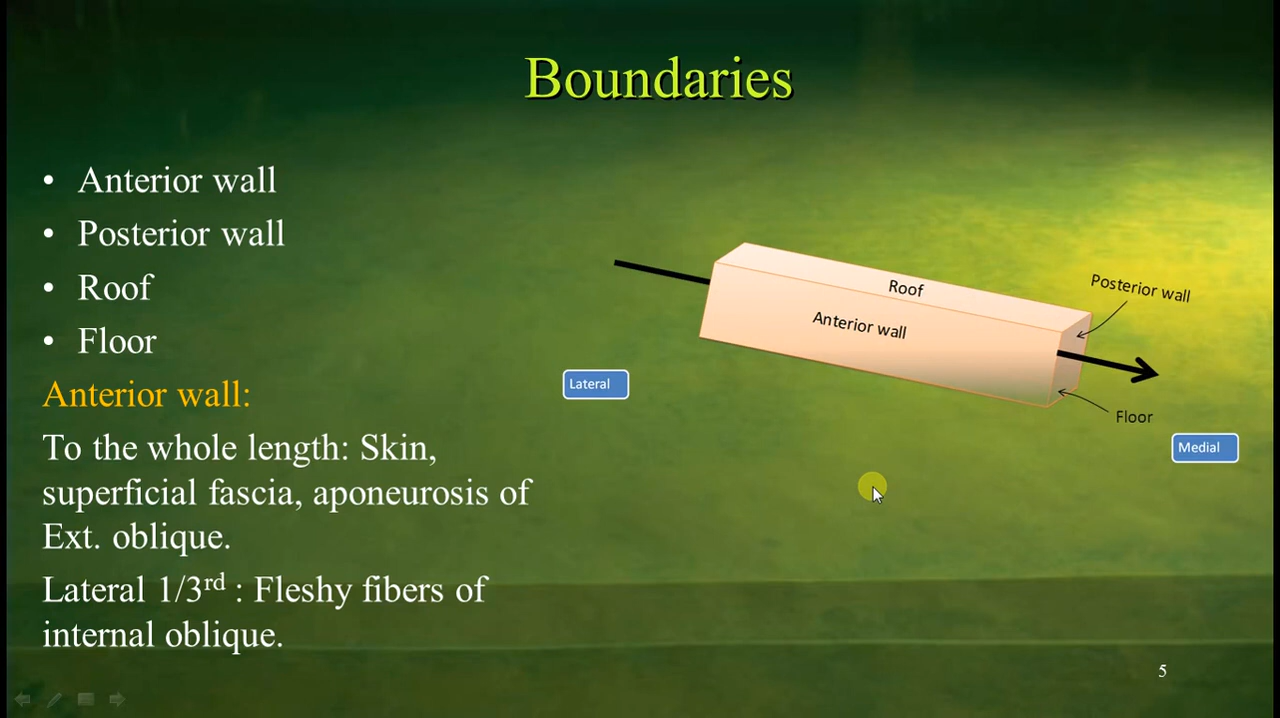 Boundaries
• Anterior wall
• Posterior wall
• Roof
• Floor
Anterior wall:
To the whole length: Skin,
superficial fascia, aponeurosis of
Ext. oblique.
Lateral 1/3rd : Fleshy fibers of
internal oblique.
Roof
Anterior wall
Posterior wall
Floor
Lateral
Medial
5